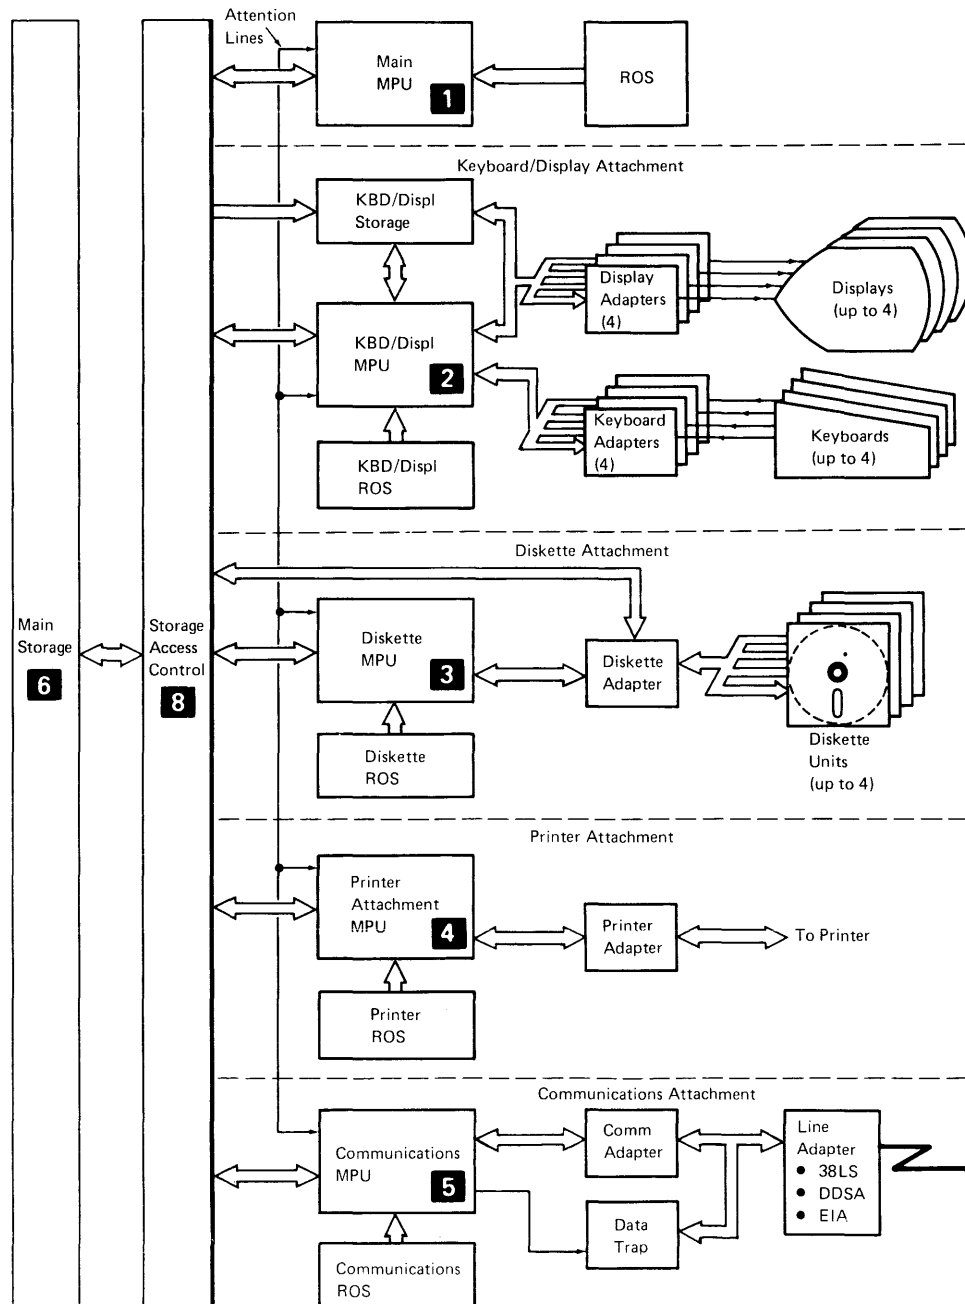 Attention
Lines
Main
MPU
1
ROS
Keyboard/Display Attachment
KBD/Displ
Storage
Display
Adapters
(4)
Displays
(up to 4)
KBD/Displ
MPU
2
Keyboard
Adapters
(4)
Keyboards
(up to 4)
KBD/Displ
ROS
Diskette Attachment
Main
Storage
6
Storage
Access
Control
8
Diskette
MPU
3
Diskette
Adapter
Diskette
Units
(up to 4)
Diskette
ROS
Printer Attachment
Printer
Attachment
MPU
4
Printer
Adapter
To Printer
Printer
ROS
Communications Attachment
Communications
MPU
5
Comm
Adapter
Line
Adapter
● 38LS
● DDSA
● EIA
Data
Trap
Communications
ROS